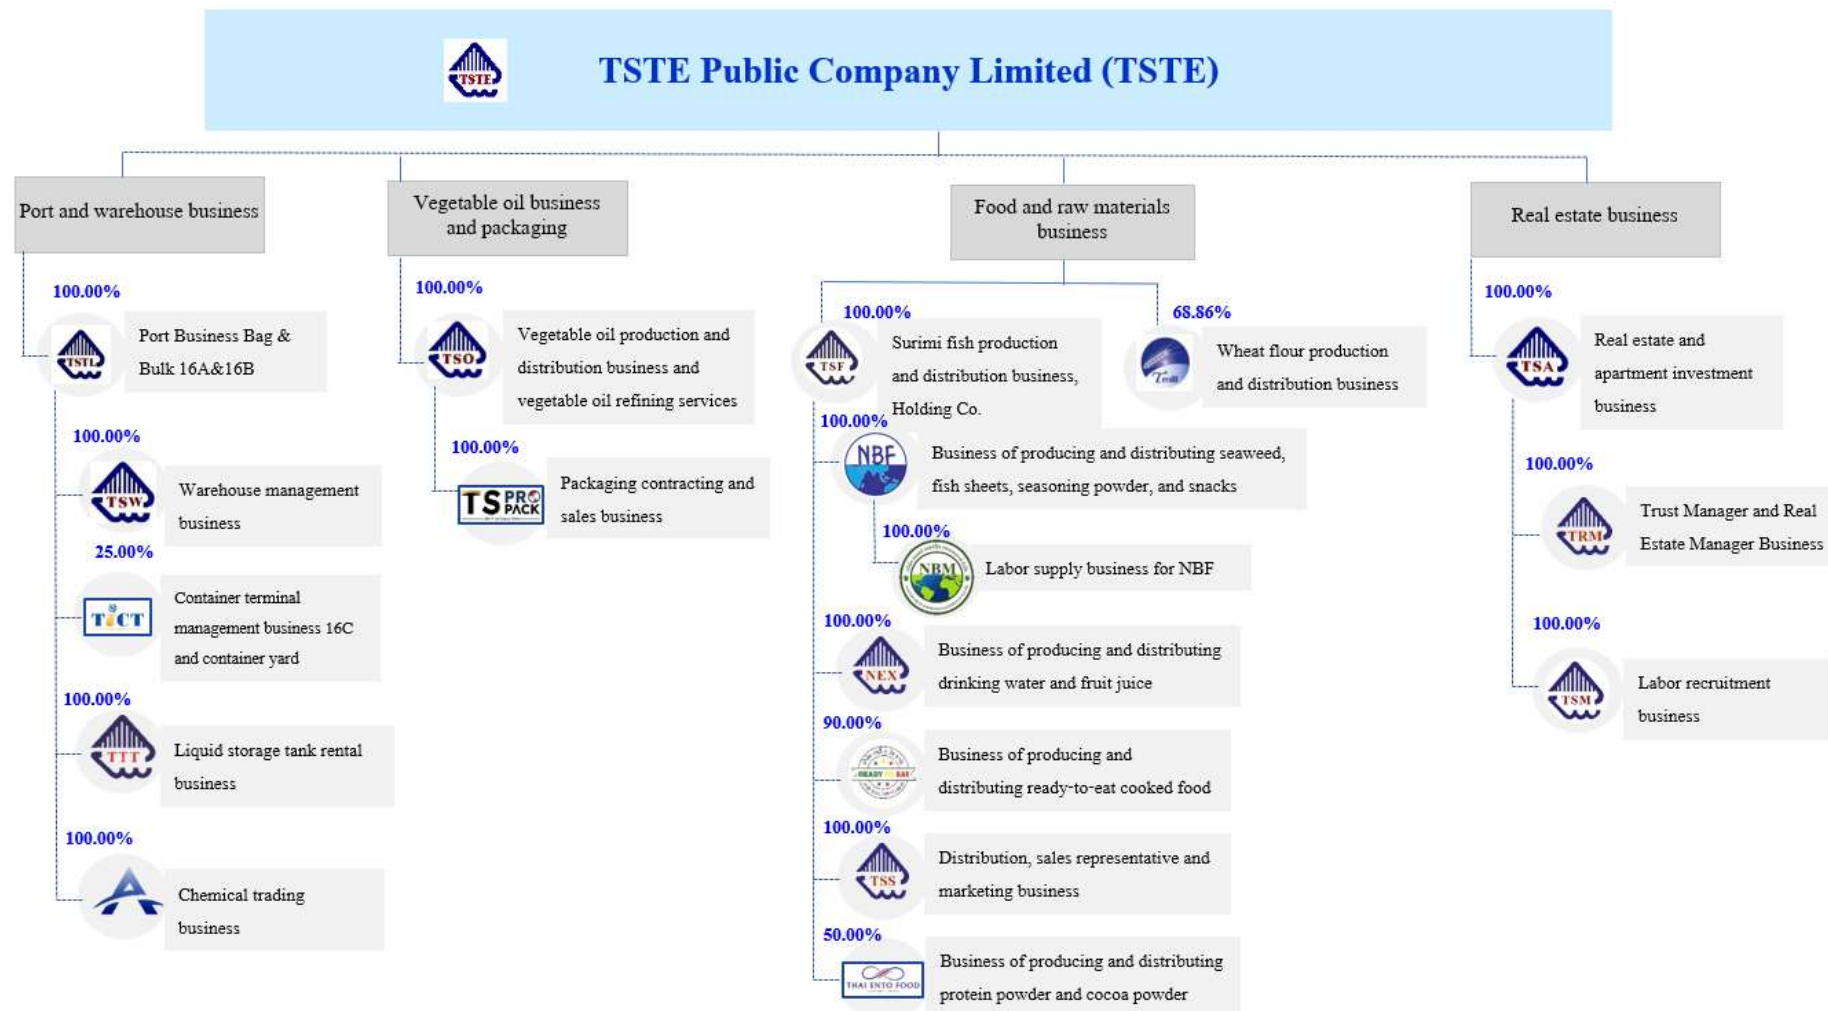 TSTE
TSTE Public Company Limited (TSTE)
Port and warehouse business
100.00%
TSTL
Port Business Bag &
Bulk 16A&16B
100.00%
TSW
Warehouse management
business
25.00%
TiCT
Container terminal
management business 16C
and container yard
100.00%
TTT
Liquid storage tank rental
business
100.00%
Chemical trading
business
Vegetable oil business
and packaging
100.00%
TSO
Vegetable oil production and
distribution business and
vegetable oil refining services
100.00%
TS PRO
PACK
Packaging contracting and
sales business
Food and raw materials
business
100.00%
TSF
Surimi fish production
and distribution business,
Holding Co.
68.86%
Tmill
Wheat flour production
and distribution business
100.00%
NBF
Business of producing and distributing seaweed,
fish sheets, seasoning powder, and snacks
100.00%
NBM
Labor supply business for NBF
100.00%
NEX
Business of producing and distributing
drinking water and fruit juice
90.00%
READY TO EAT
Business of producing and
distributing ready-to-eat cooked food
100.00%
TSS
Distribution, sales representative and
marketing business
50.00%
THAI ENTO FOOD
Business of producing and distributing
protein powder and cocoa powder
Real estate business
100.00%
TSA
Real estate and
apartment investment
business
100.00%
TRM
Trust Manager and Real
Estate Manager Business
100.00%
TSM
Labor recruitment
business